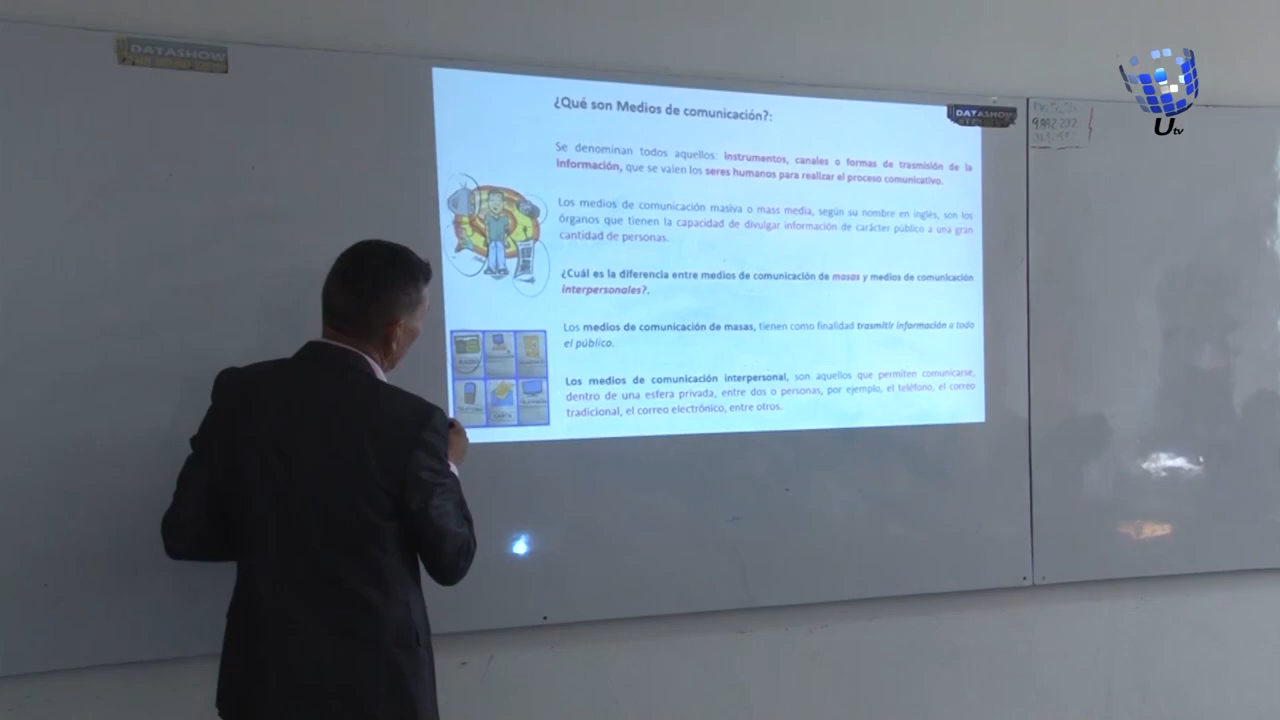 DATASHOW
¿Qué son Medios de comunicación?:
DATASHOW
9.892-202
U tv
Se denominan todos aquellos: instrumentos, canales o formas de trasmisión de la
información, que se valen los seres humanos para realizar el proceso comunicativo.
Los medios de comunicación masiva o mass media, según su nombre en inglés, son los
órganos que tienen la capacidad de divulgar información de carácter público a una gran
cantidad de personas.
¿Cuál es la diferencia entre medios de comunicación de masas y medios de comunicación
interpersonales?.
Los medios de comunicación de masas, tienen como finalidad trasmitir información a todo
el público.
RADIO
CARTA
Los medios de comunicación interpersonal, son aquellos que permiten comunicarse,
dentro de una esfera privada, entre dos o personas, por ejemplo, el teléfono, el correo
tradicional, el correo electrónico, entre otros.